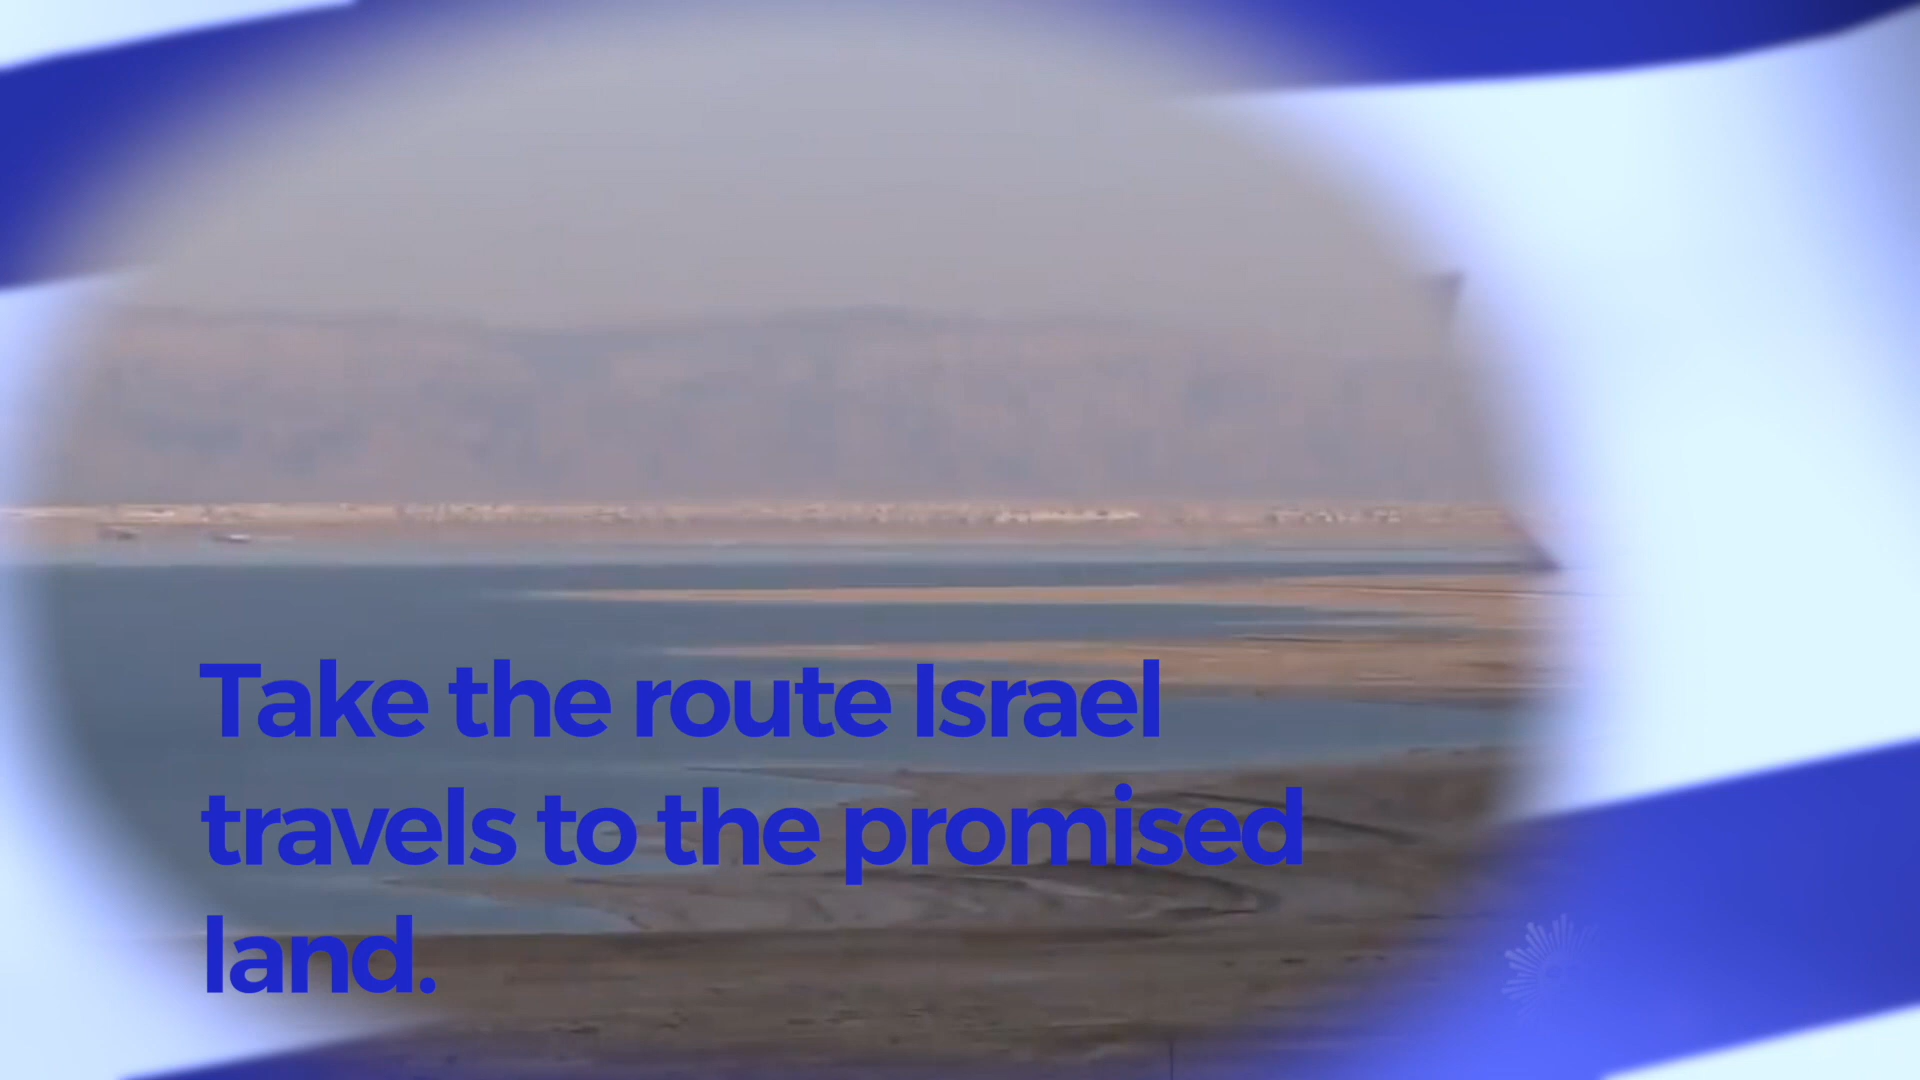 Take the route Israel
travels to the promised
land.